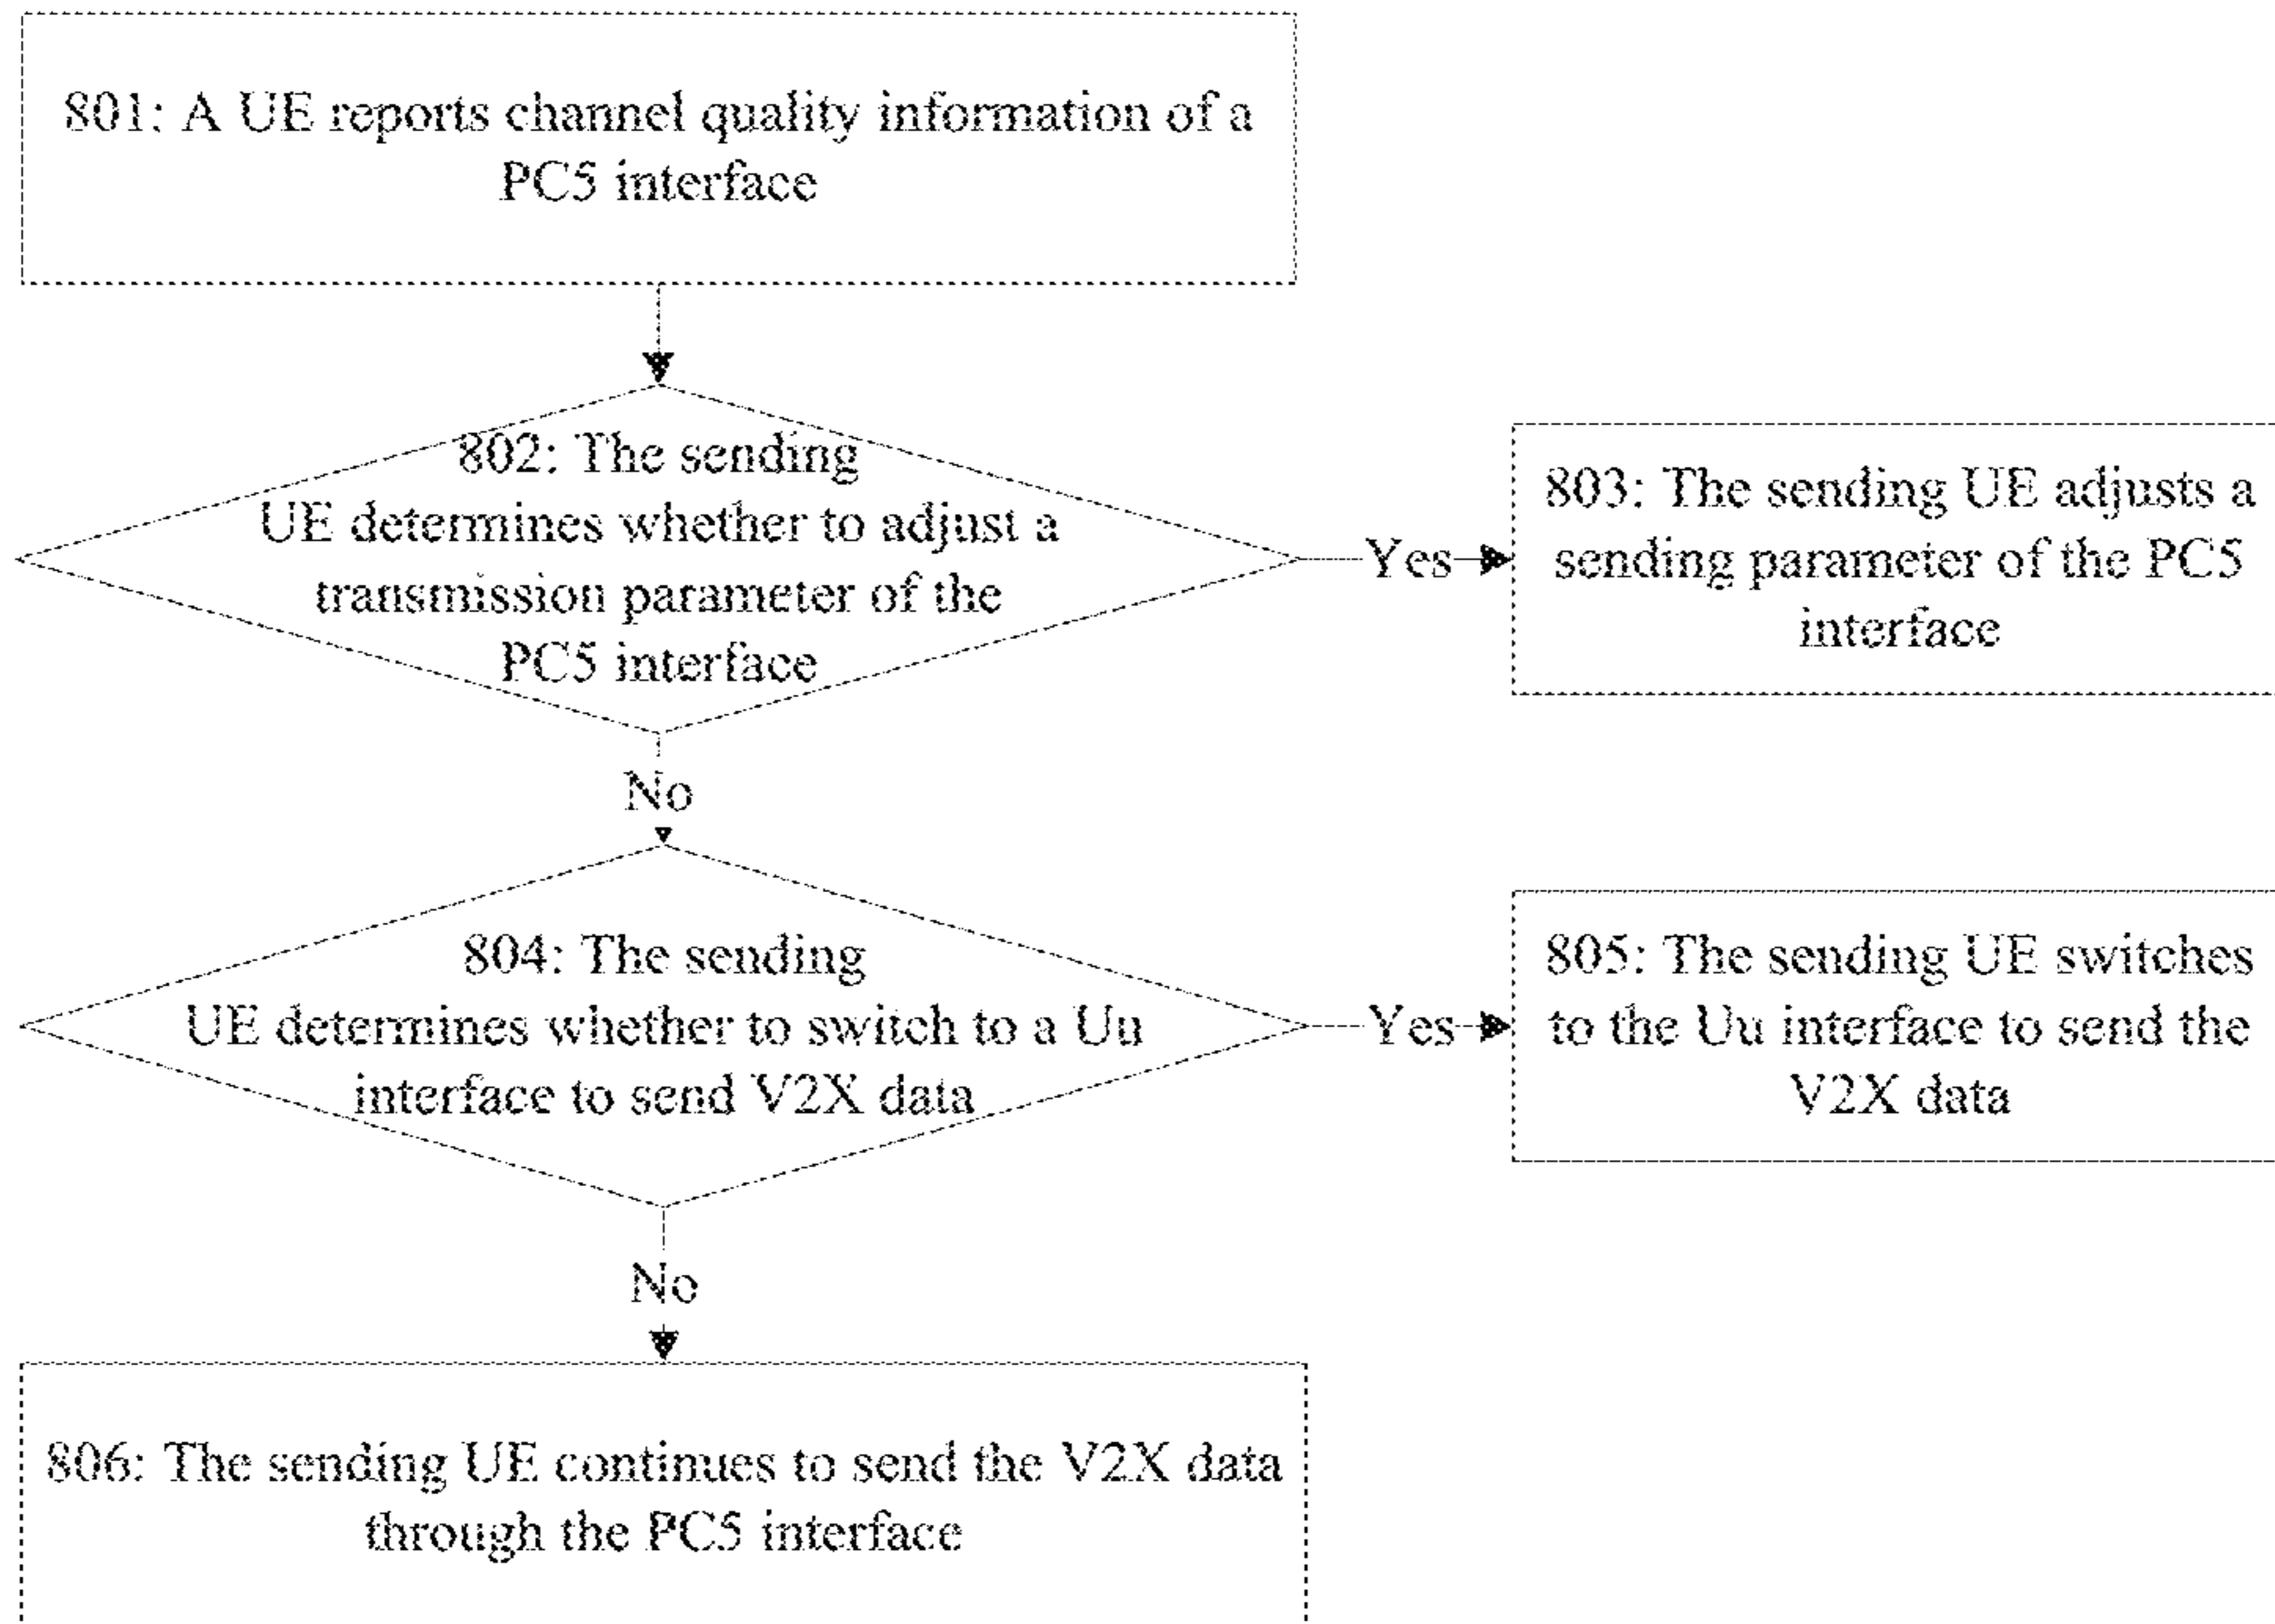 801: A UE reports channel quality information of a
PC5 interface
802: The sending
UE determines whether to adjust a
transmission parameter of the
PC5 interface
Yes
803: The sending UE adjusts a
sending parameter of the PC5
interface
No
804: The sending
UE determines whether to switch to a Uu
interface to send V2X data
Yes
805: The sending UE switches
to the Uu interface to send the
V2X data
No
806: The sending UE continues to send the V2X data
through the PC5 interface